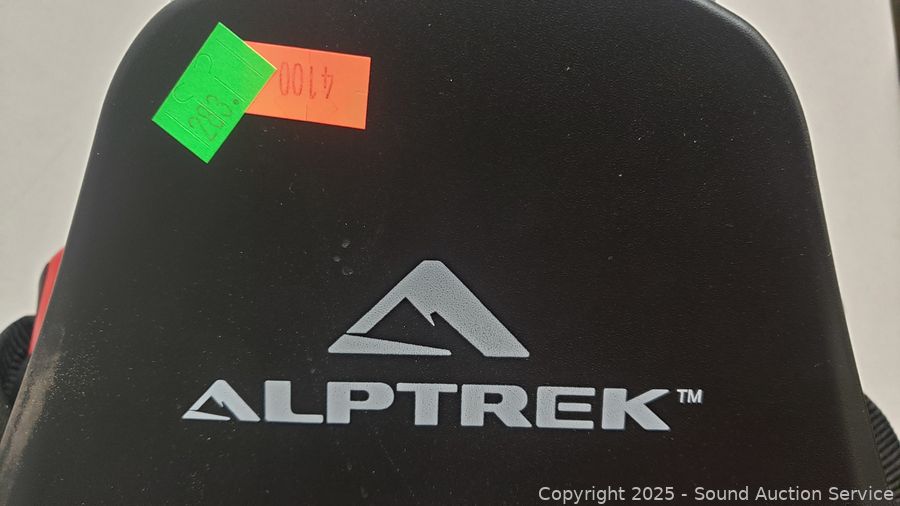 4100
ALPTREK™
Copyright 2025 - Sound Auction Service